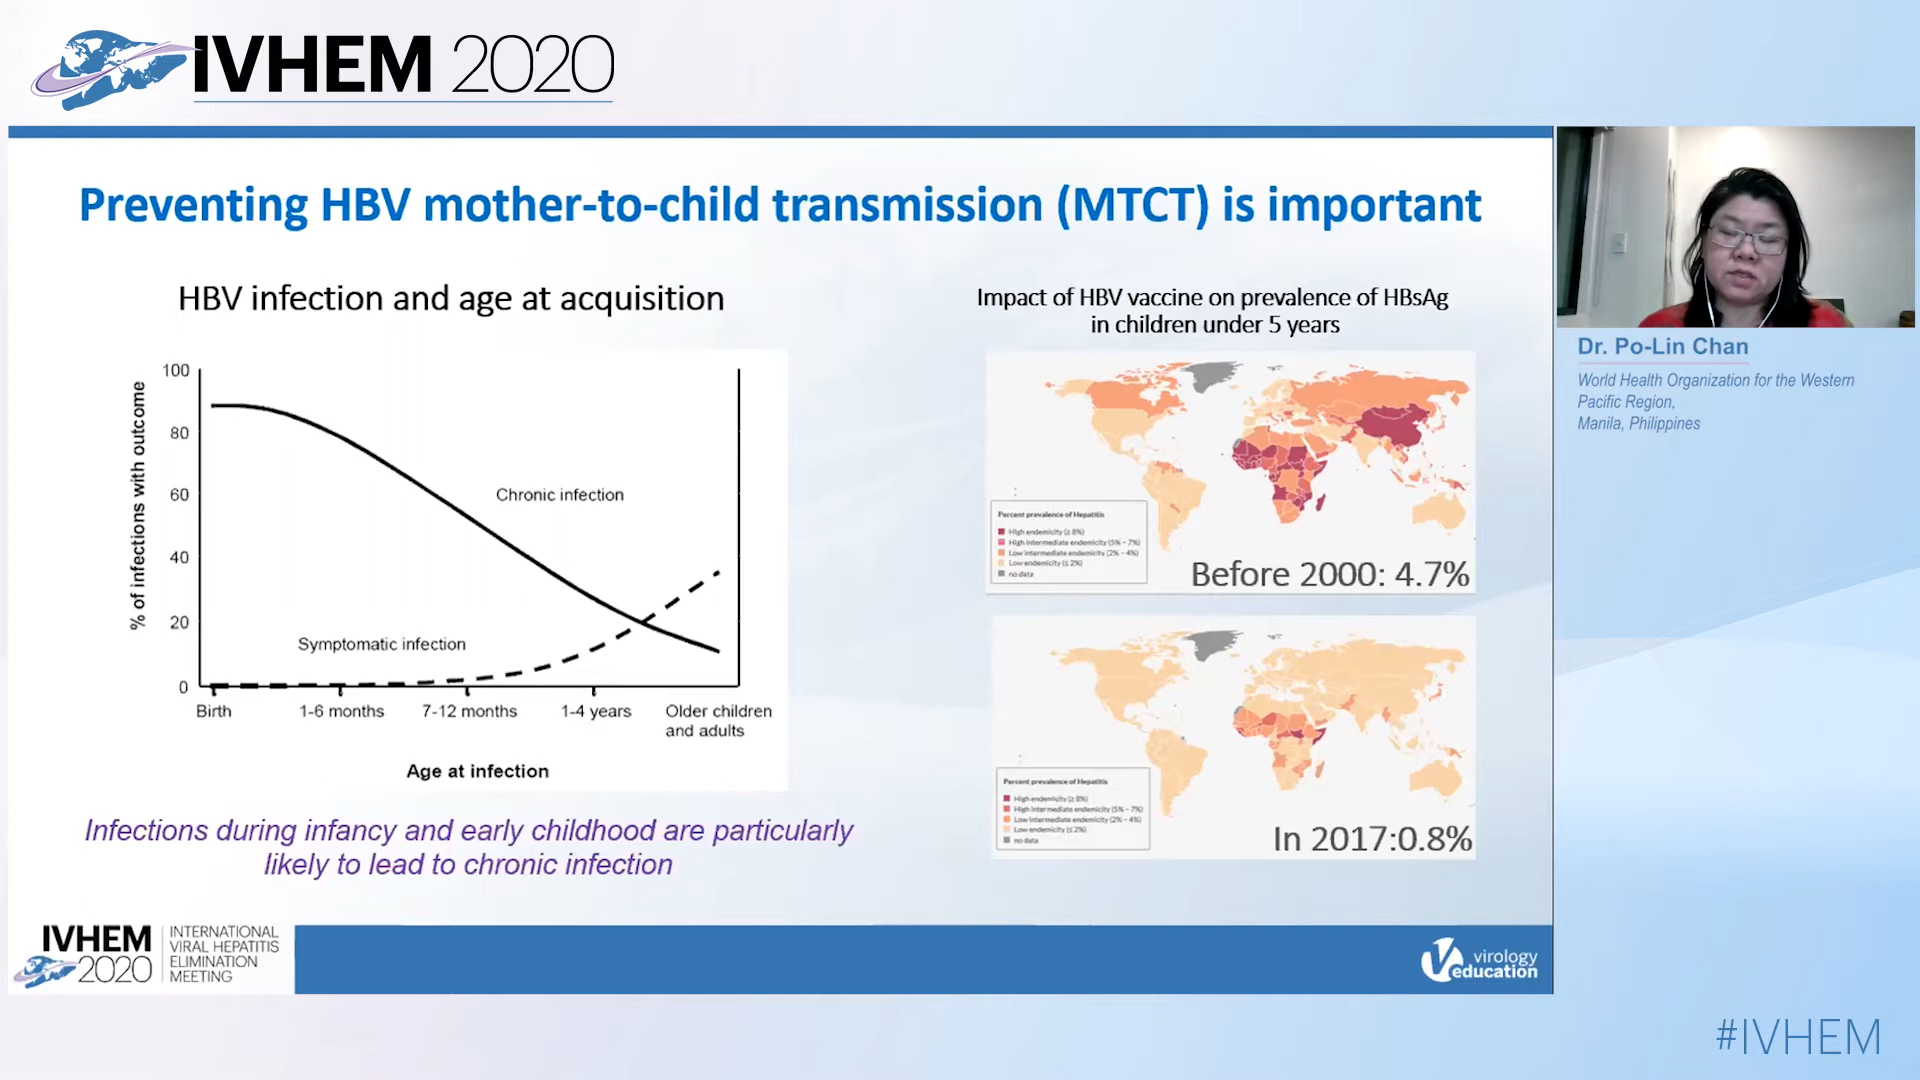 IVHEM 2020
Preventing HBV mother-to-child transmission (MTCT) is important
HBV infection and age at acquisition
100
80
60
40
20
0
% of infections with outcome
Chronic infection
Symptomatic infection
Birth
1-6 months
7-12 months
1-4 years
Older children
and adults
Age at infection
Infections during infancy and early childhood are particularly
likely to lead to chronic infection
Impact of HBV vaccine on prevalence of HBsAg
in children under 5 years
Percent prevalence of Hepatitis
High endemicity (≥ 8%)
High intermediate endemicity (5% - 7%)
Low intermediate endemicity (2% - 4%)
Low endemicity (≤ 2%)
no data
Before 2000: 4.7%
Percent prevalence of Hepatitis
High endemicity (≥ 8%)
High intermediate endemicity (5% - 7%)
Low intermediate endemicity (2% - 4%)
Low endemicity (≤ 2%)
no data
In 2017:0.8%
Dr. Po-Lin Chan
World Health Organization for the Western
Pacific Region,
Manila, Philippines
IVHEM
2020
INTERNATIONAL
VIRAL HEPATITIS
ELIMINATION
MEETING
virology
education
#IVHEM